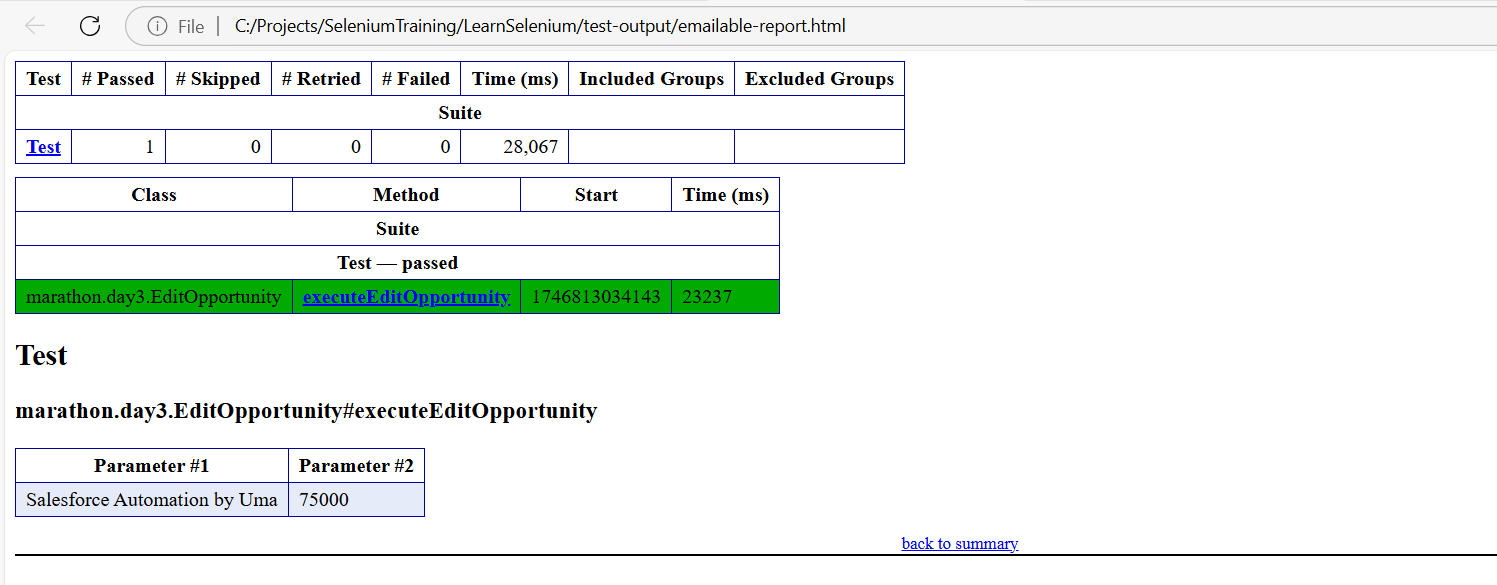 File | C:/Projects/SeleniumTraining/LearnSelenium/test-output/emailable-report.html
Test # Passed # Skipped # Retried # Failed Time (ms) Included Groups Excluded Groups
Suite
Test 1 0 0 0 28,067
Class Method Start Time (ms)
Suite
Test — passed
marathon.day3.EditOpportunity executeEditOpportunity 1746813034143 23237
Test
marathon.day3.EditOpportunity#executeEditOpportunity
Parameter #1 Parameter #2
Salesforce Automation by Uma 75000
back to summary